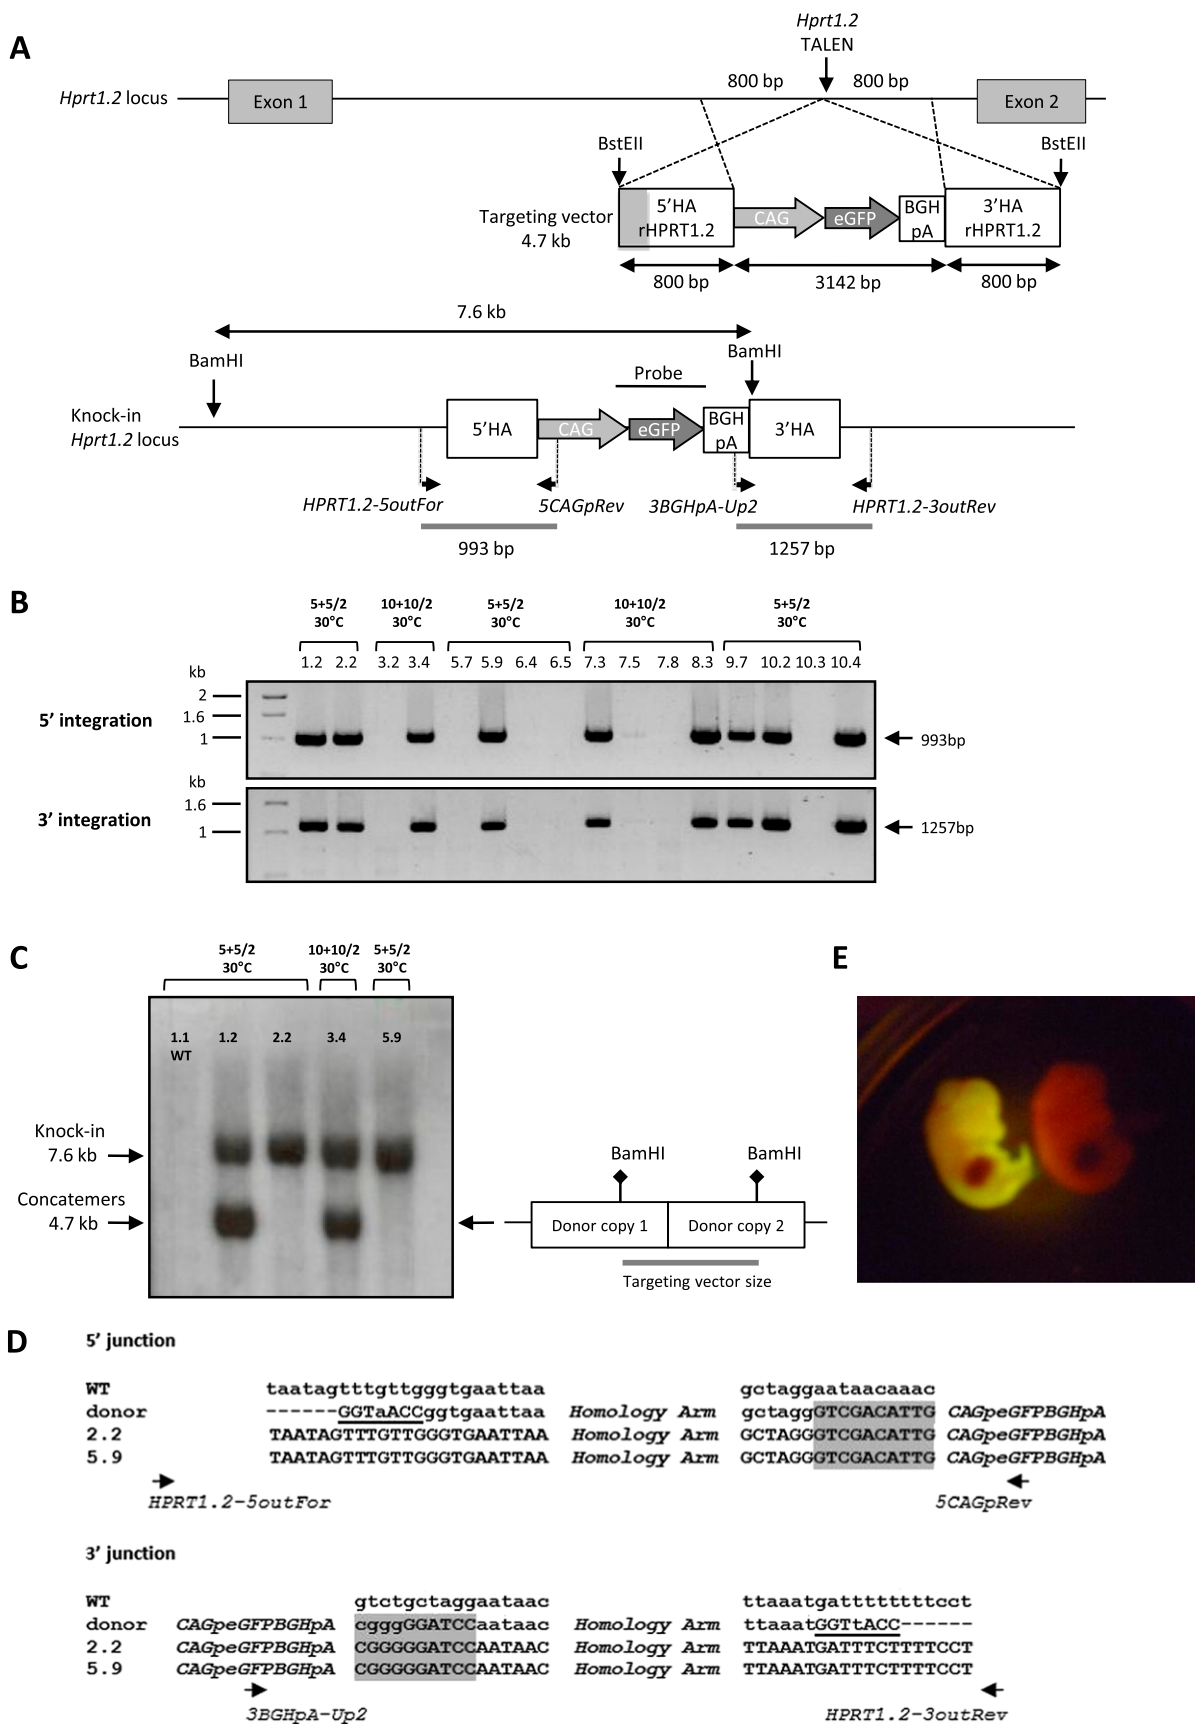 A
Hprt1.2
TALEN
800 bp
800 bp
Hprt1.2 locus
Exon 1
Exon 2
BstEII
BstEII
Targeting vector
4.7 kb
5’HA
rHPRT1.2
CAG
eGFP
BGH
pA
3’HA
rHPRT1.2
800 bp
3142 bp
800 bp
7.6 kb
BamHI
BamHI
Probe
Knock-in
Hprt1.2 locus
5’HA
CAG
eGFP
BGH
pA
3’HA
HPRT1.2-5outFor
5CAGpRev
3BGHpA-Up2
HPRT1.2-3outRev
993 bp
1257 bp
B
5+5/2 10+10/2 5+5/2 10+10/2 5+5/2
30°C 30°C 30°C 30°C 30°C
1.2 2.2 3.2 3.4 5.7 5.9 6.4 6.5 7.3 7.5 7.8 8.3 9.7 10.2 10.3 10.4
kb
2
1.6
1
5’ integration
993bp
kb
1.6
1
3’ integration
1257bp
C
5+5/2 10+10/2 5+5/2
30°C 30°C 30°C
1.1 1.2 2.2 3.4 5.9
WT
Knock-in
7.6 kb
Concatemers
4.7 kb
BamHI BamHI
Donor copy 1 Donor copy 2
Targeting vector size
E
D
5’ junction
WT taatagtttgttgggtgaattaa gctaggaataacaaac
donor ------GGTaACCggtgaattaa Homology Arm gctaggGTCGACATTG CAGpeGFPBGHpA
2.2 TAATAGTTTGTTGGGTGAATTAA Homology Arm GCTAGGGTCGACATTG CAGpeGFPBGHpA
5.9 TAATAGTTTGTTGGGTGAATTAA Homology Arm GCTAGGGTCGACATTG CAGpeGFPBGHpA
HPRT1.2-5outFor 5CAGpRev
3’ junction
WT gtctgctaggaataac ttaaatgattttttttcct
donor CAGpeGFPBGHpA cgggGGATCCaataac Homology Arm ttaaatGGTtACC------
2.2 CAGpeGFPBGHpA CGGGGGATCCAATAAC Homology Arm TTAAATGATTTCTTTTCCT
5.9 CAGpeGFPBGHpA CGGGGGATCCAATAAC Homology Arm TTAAATGATTTCTTTTCCT
3BGHpA-Up2 HPRT1.2-3outRev